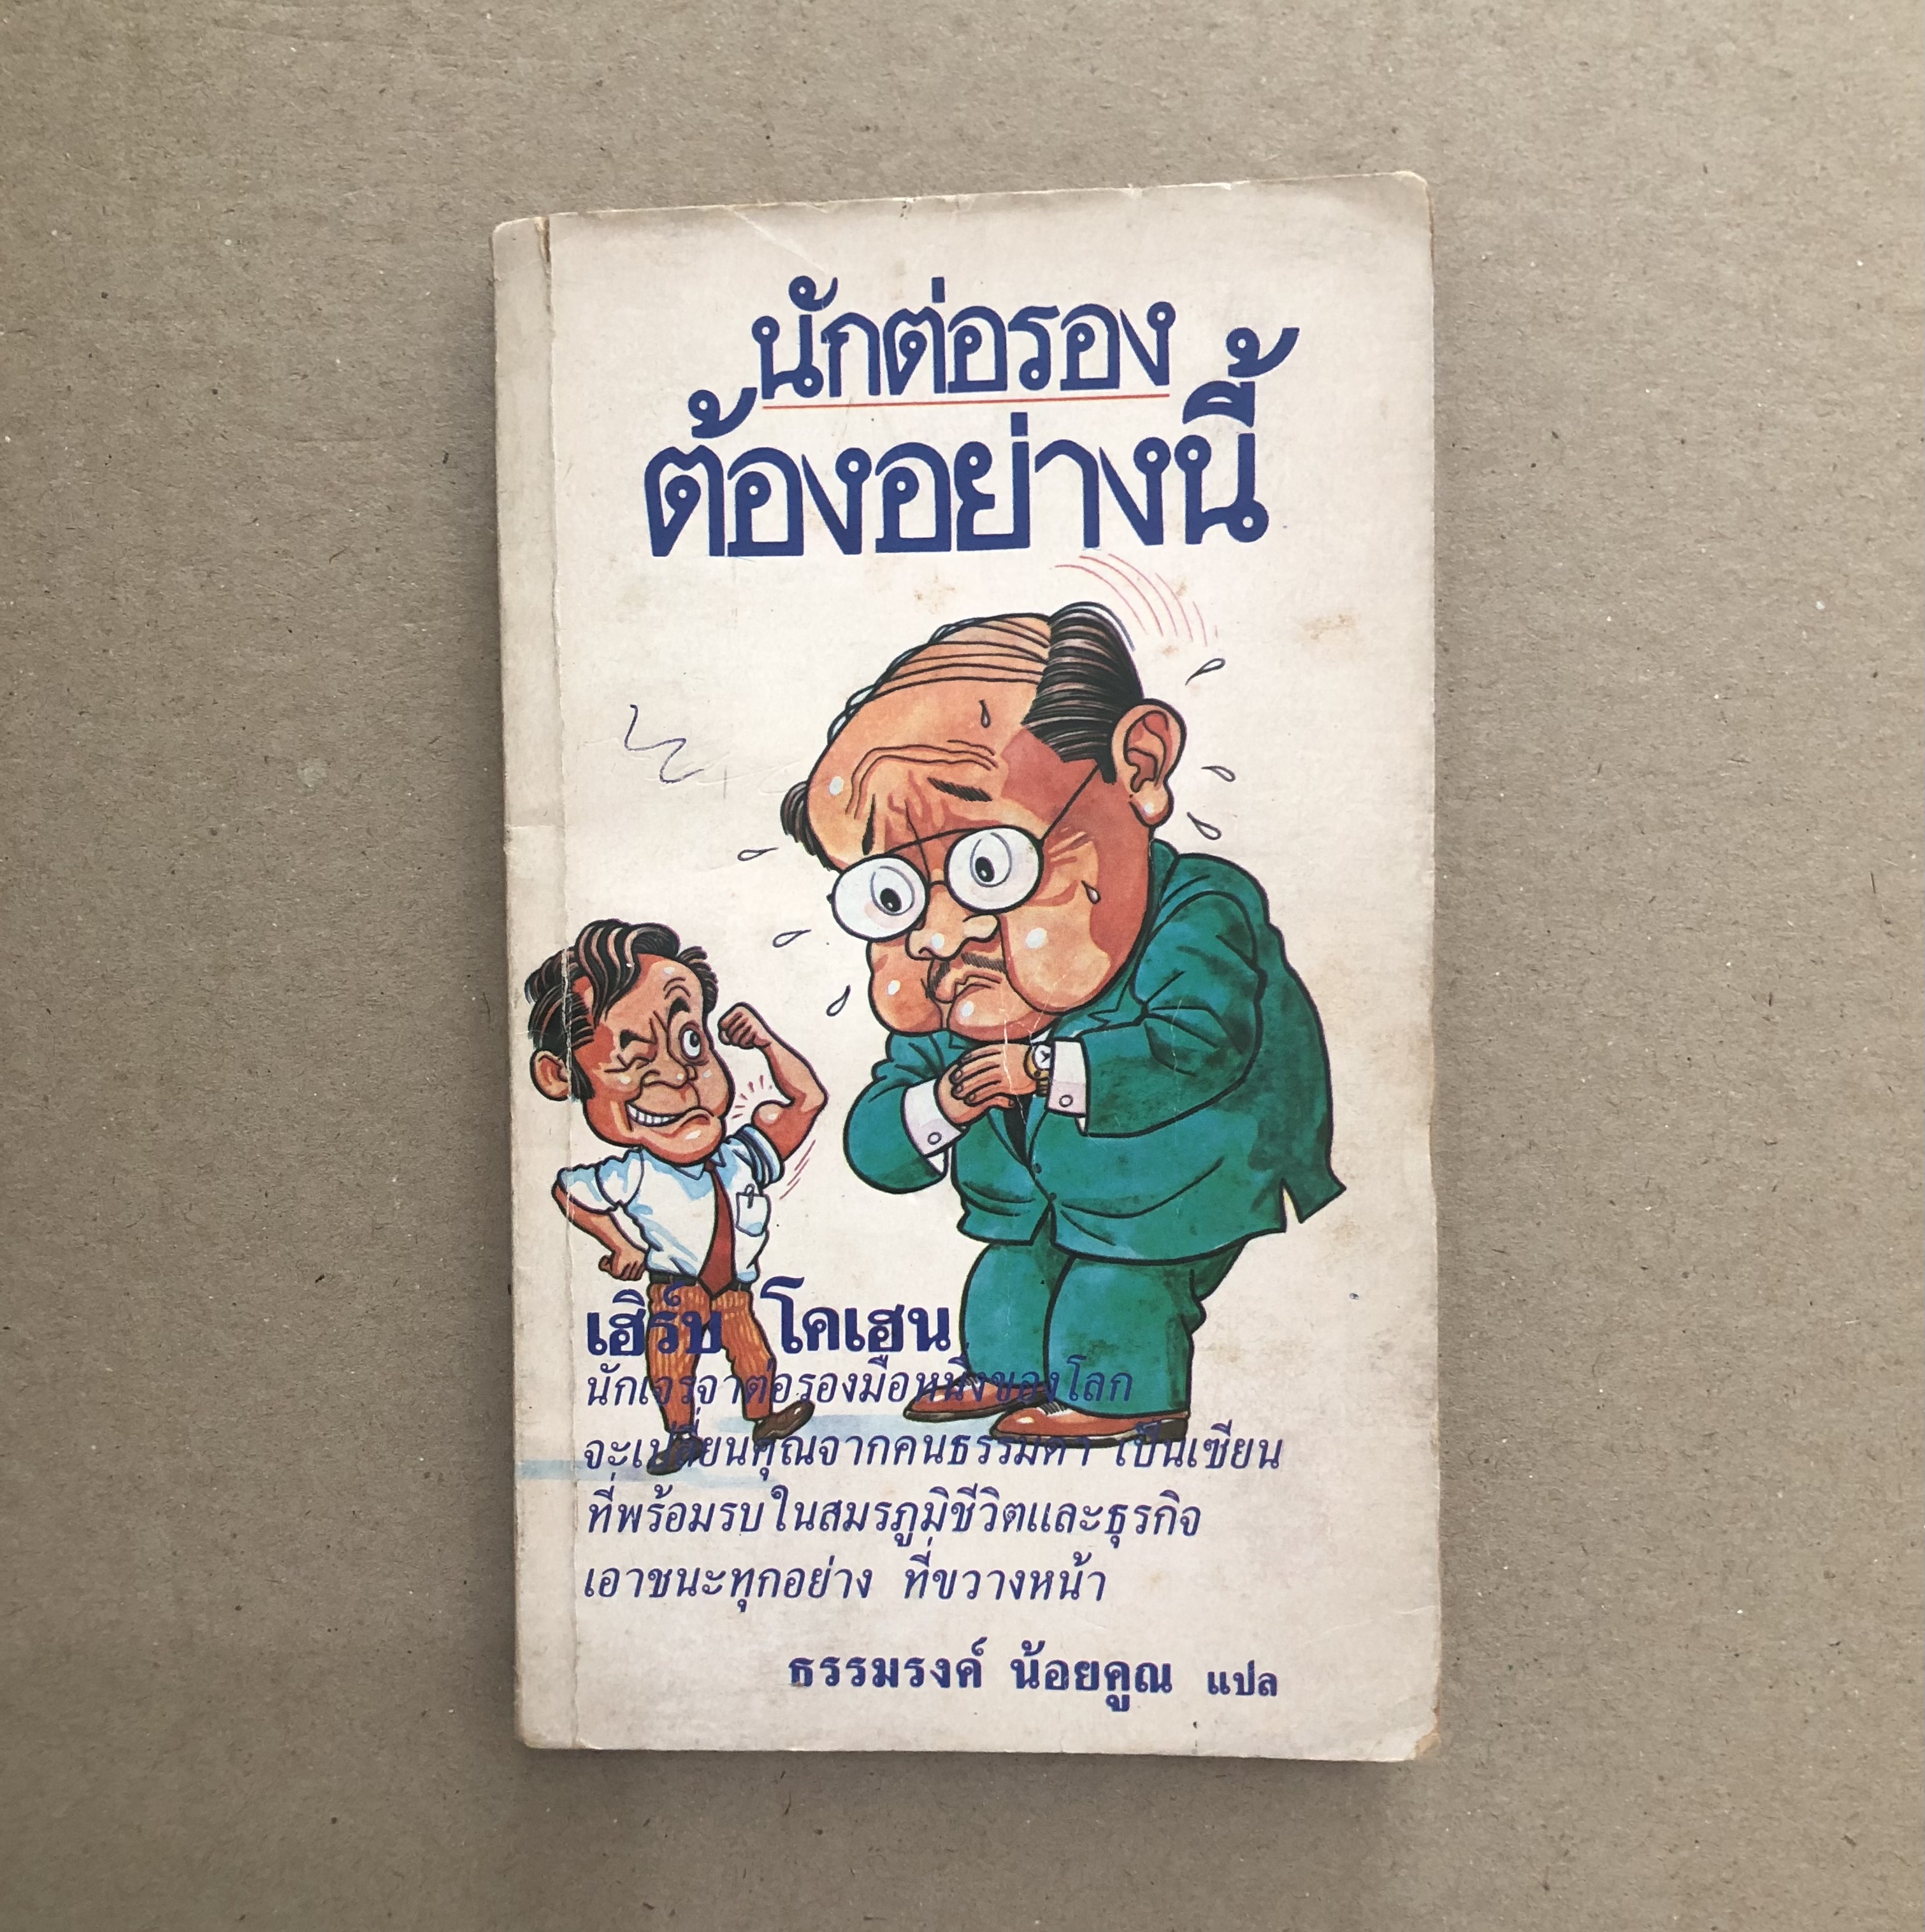 นักต่อรอง
ต้องอย่างนี้
เฮิร์บ โคเฮน
นักเจรจาต่อรองมือหนึ่งของโลก
จะเปลี่ยนคุณจากคนธรรมดา เป็นเซียน
ที่พร้อมรบในสมรภูมิชีวิตและธุรกิจ
เอาชนะทุกอย่าง ที่ขวางหน้า
ธรรมรงค์ น้อยคูณ แปล